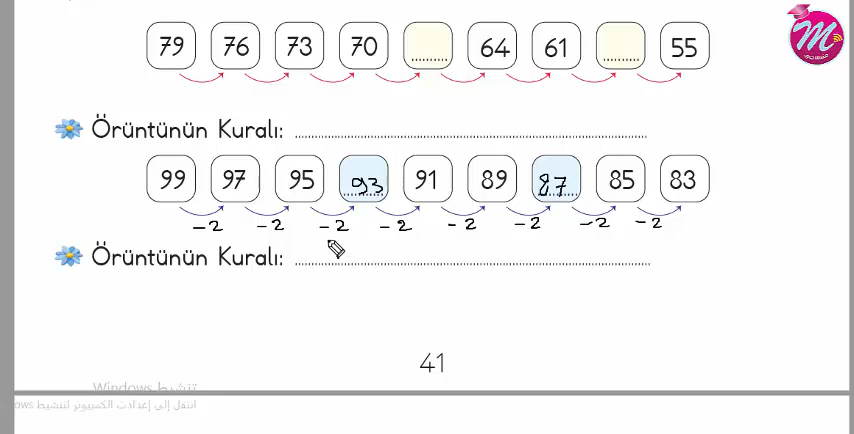 79 76 73 70 .......... 64 61 .......... 55
Örüntünün Kuralı: ..........
99 97 95 93 91 89 87 85 83
-2 -2 -2 -2 -2 -2 -2 -2
Örüntünün Kuralı: ..........
41
تنشيط Windows
انتقل إلى إعدادات الكمبيوتر لتنشيط